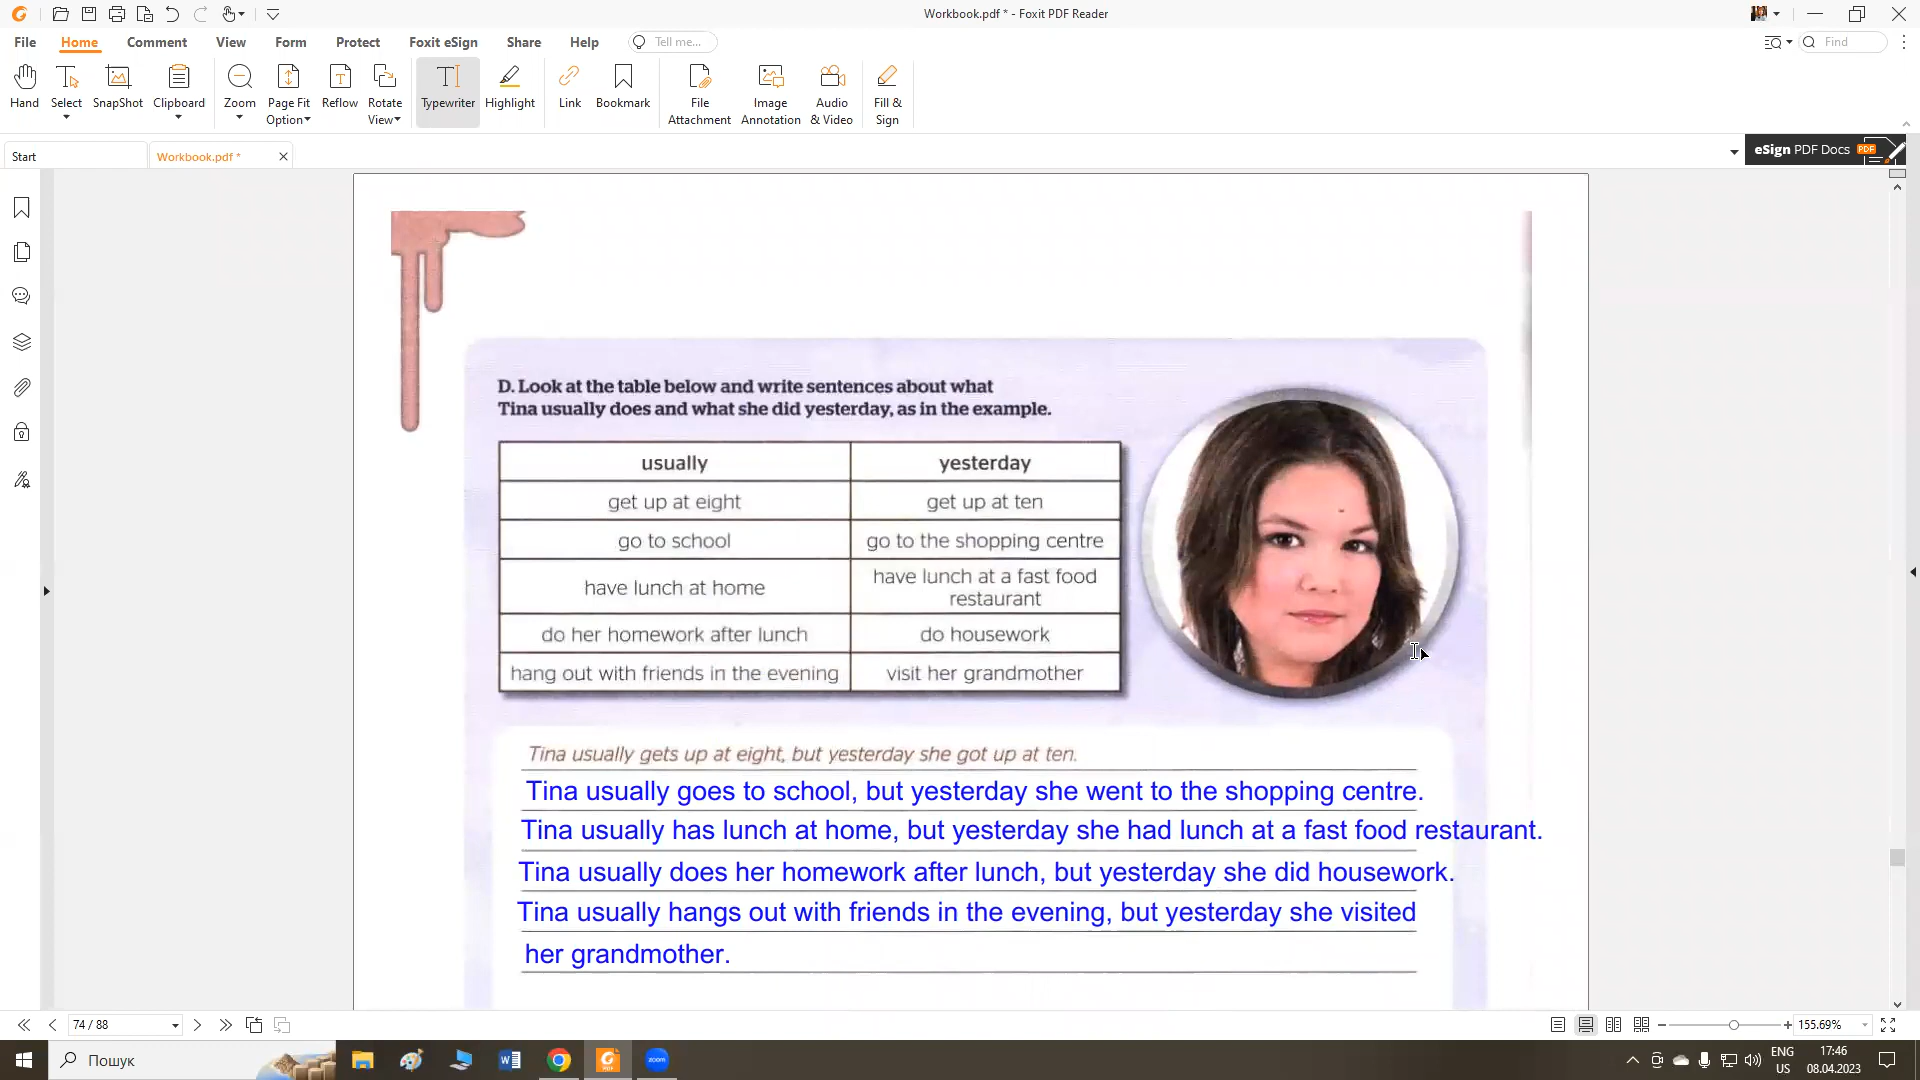 Workbook.pdf * - Foxit PDF Reader
File Home Comment View Form Protect Foxit eSign Share Help Tell me... Find
Hand Select SnapShot Clipboard Zoom Page Fit Option Reflow Rotate View Typewriter Highlight Link Bookmark File Attachment Image Annotation Audio & Video Fill & Sign
Start Workbook.pdf * eSign PDF Docs PDF
D. Look at the table below and write sentences about what
Tina usually does and what she did yesterday, as in the example.
usually yesterday
get up at eight get up at ten
go to school go to the shopping centre
have lunch at home have lunch at a fast food restaurant
do her homework after lunch do housework
hang out with friends in the evening visit her grandmother
Tina usually gets up at eight, but yesterday she got up at ten.
Tina usually goes to school, but yesterday she went to the shopping centre.
Tina usually has lunch at home, but yesterday she had lunch at a fast food restaurant.
Tina usually does her homework after lunch, but yesterday she did housework.
Tina usually hangs out with friends in the evening, but yesterday she visited
her grandmother.
74 / 88 155.69%
Пошук zoom ENG 17:46
US 08.04.2023